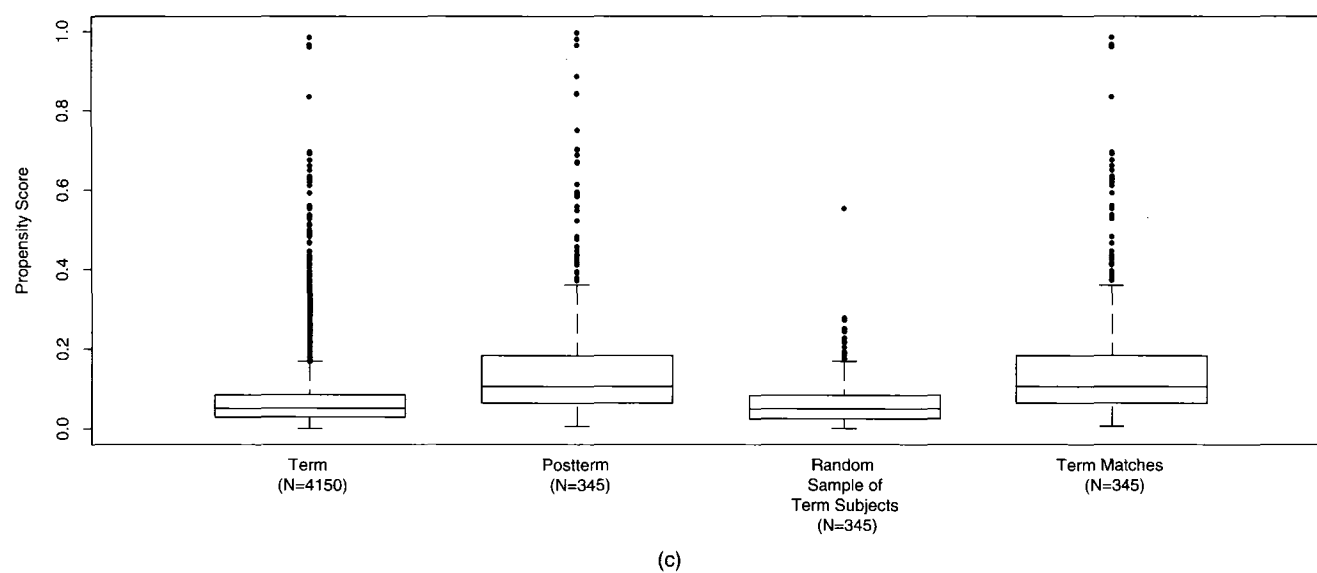 Propensity Score
1.0
0.8
0.6
0.4
0.2
0.0
Term
(N=4150)
Postterm
(N=345)
Random
Sample of
Term Subjects
(N=345)
Term Matches
(N=345)
(c)